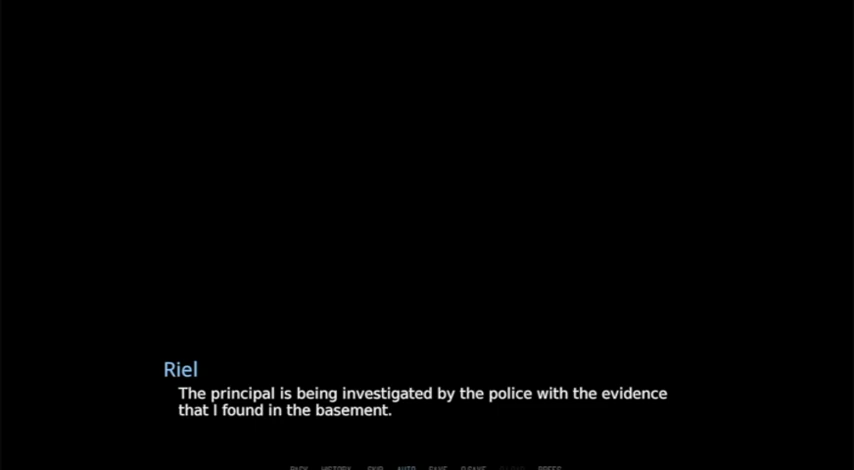 Riel
The principal is being investigated by the police with the evidence
that I found in the basement.